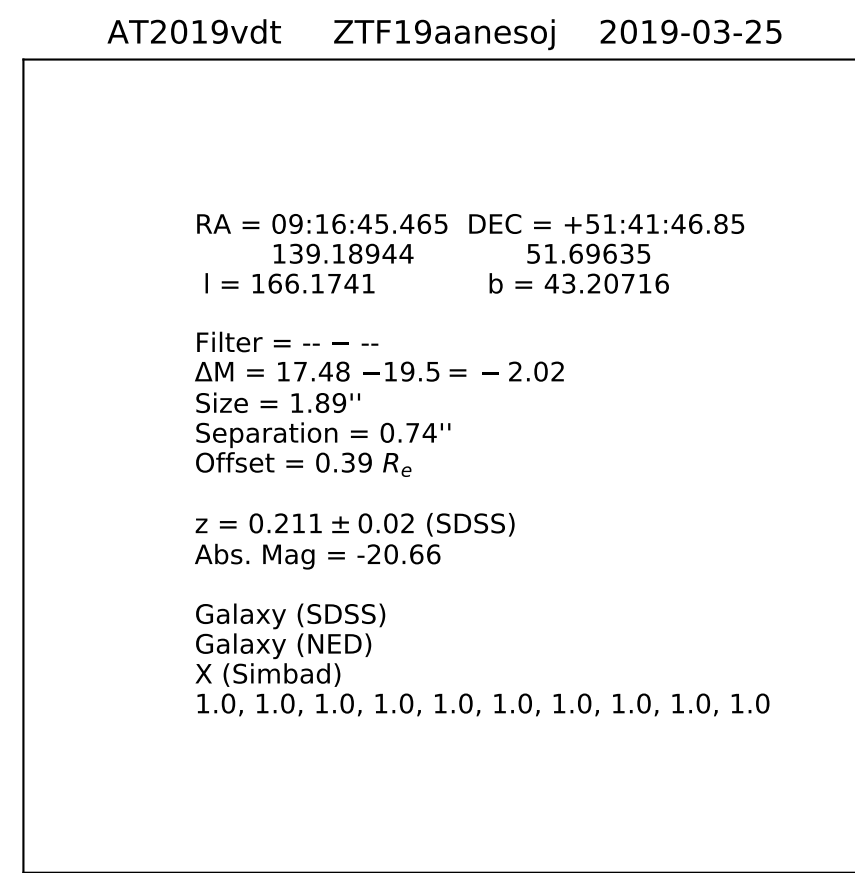 AT2019vdt ZTF19aanesoj 2019-03-25
RA = 09:16:45.465 DEC = +51:41:46.85
139.18944 51.69635
l = 166.1741 b = 43.20716
Filter = -- − --
ΔM = 17.48 −19.5 = − 2.02
Size = 1.89''
Separation = 0.74''
Offset = 0.39 Rₑ
z = 0.211 ± 0.02 (SDSS)
Abs. Mag = -20.66
Galaxy (SDSS)
Galaxy (NED)
X (Simbad)
1.0, 1.0, 1.0, 1.0, 1.0, 1.0, 1.0, 1.0, 1.0, 1.0